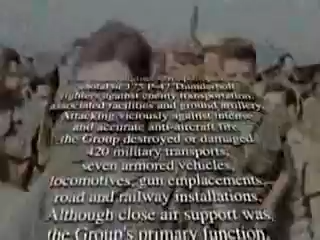 total of 175 P-47 Thunderbolt
fighters against enemy transportation,
associated facilities and ground artillery.
Attacking viciously against intense
and accurate anti-aircraft fire,
the Group destroyed or damaged
420 military transports,
seven armored vehicles,
locomotives, gun emplacements,
road and railway installations.
Although close air support was
the Group's primary function,